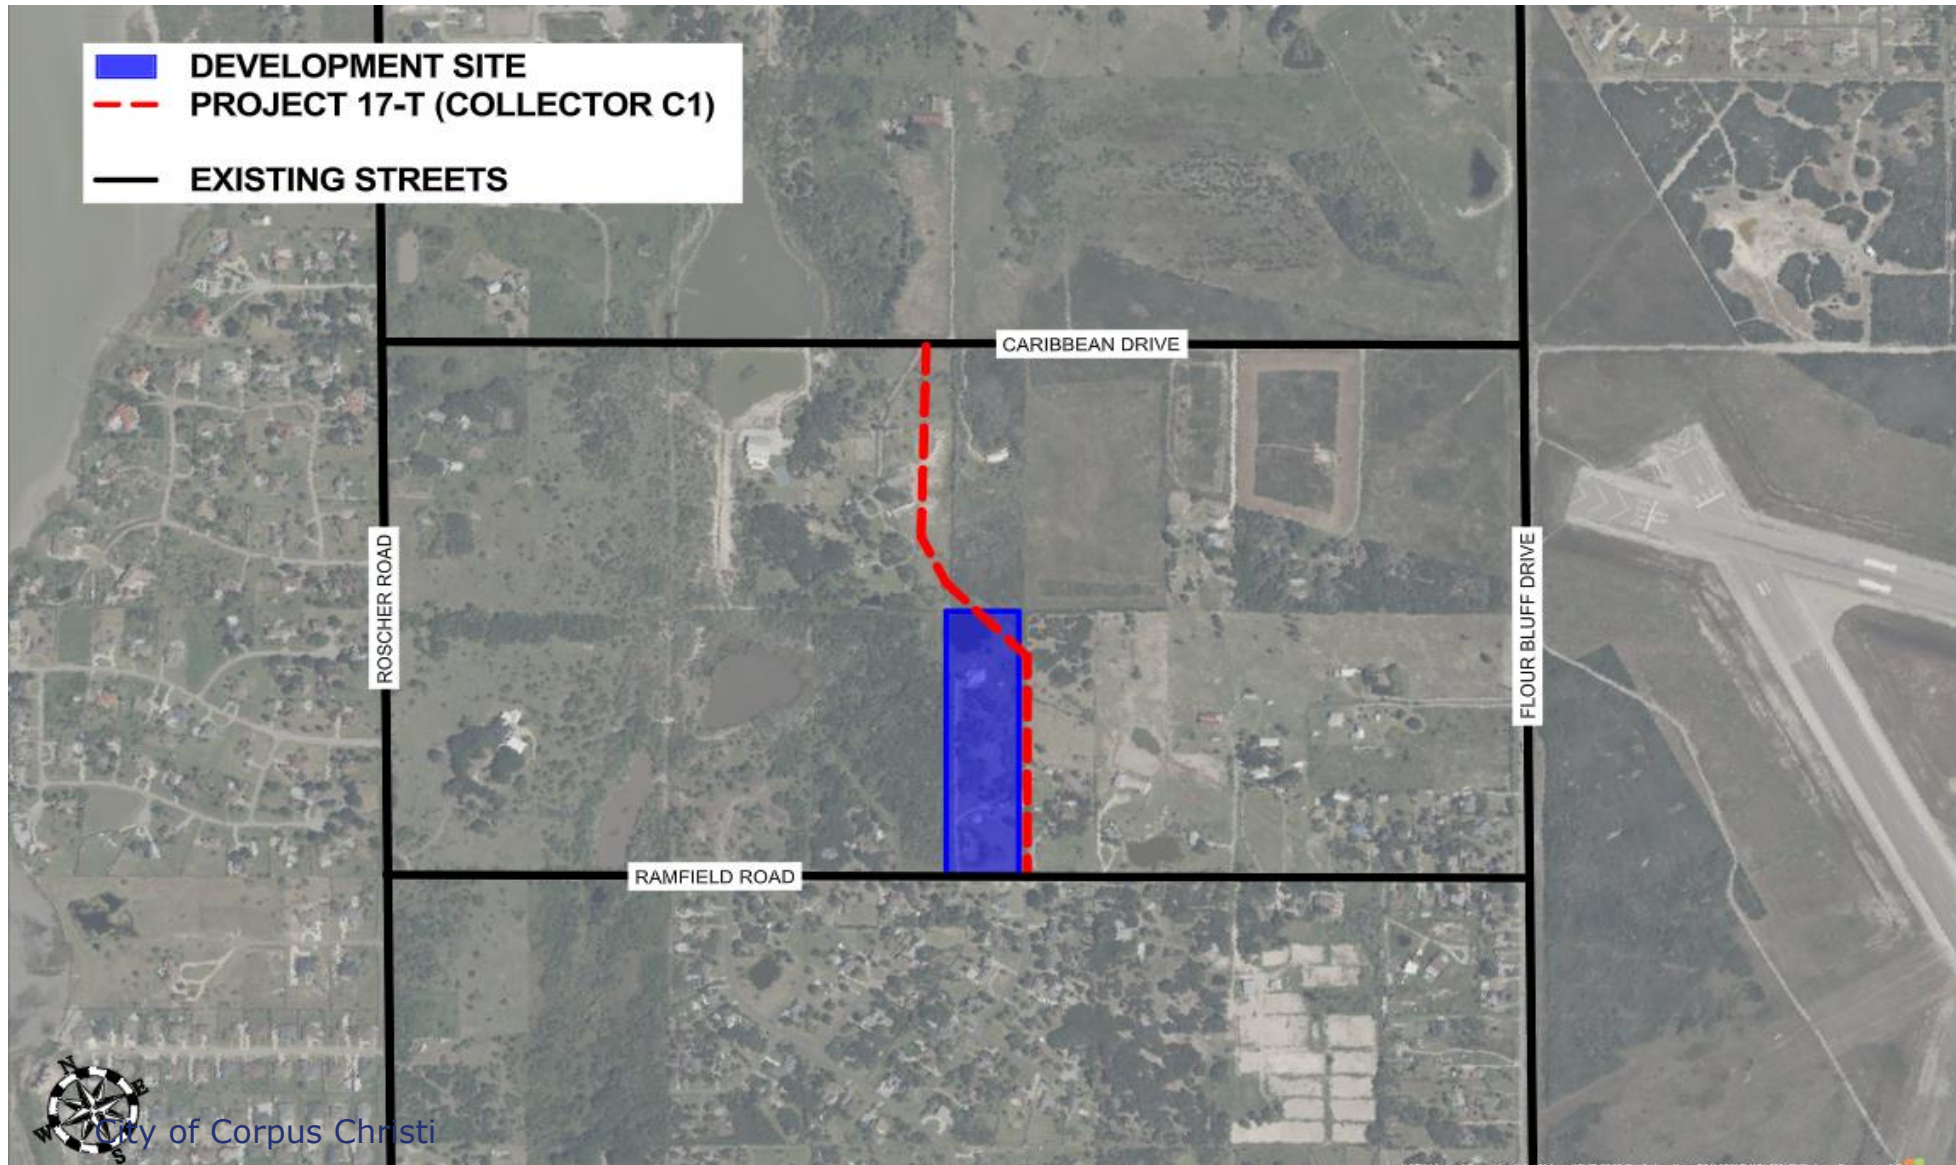 DEVELOPMENT SITE
PROJECT 17-T (COLLECTOR C1)
EXISTING STREETS
CARIBBEAN DRIVE
ROSCHER ROAD
FLOUR BLUFF DRIVE
RAMFIELD ROAD
N
E
W
S
City of Corpus Christi